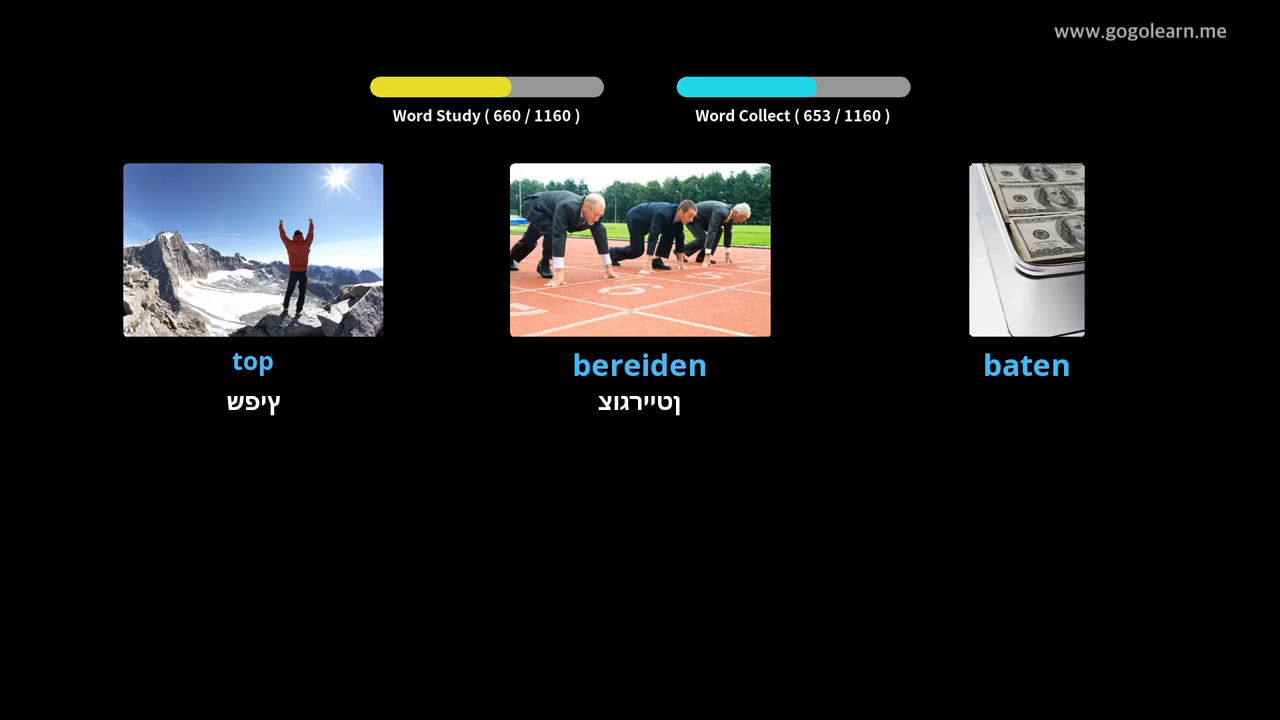 www.gogolearn.me
Word Study ( 660 / 1160 )
Word Collect ( 653 / 1160 )
top
שפיץ
bereiden
צוגרייטן
baten